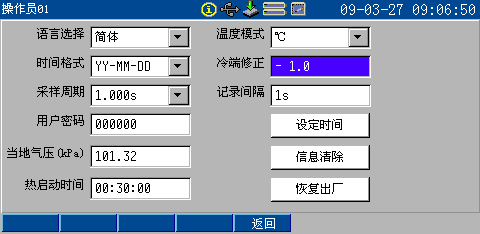 操作员01 09-03-27 09:06:50
语言选择 简体 温度模式 ℃
时间格式 YY-MM-DD 冷端修正 - 1.0
采样周期 1.000s 记录间隔 1s
用户密码 000000 设定时间
当地气压(kPa) 101.32 信息清除
热启动时间 00:30:00 恢复出厂
返回